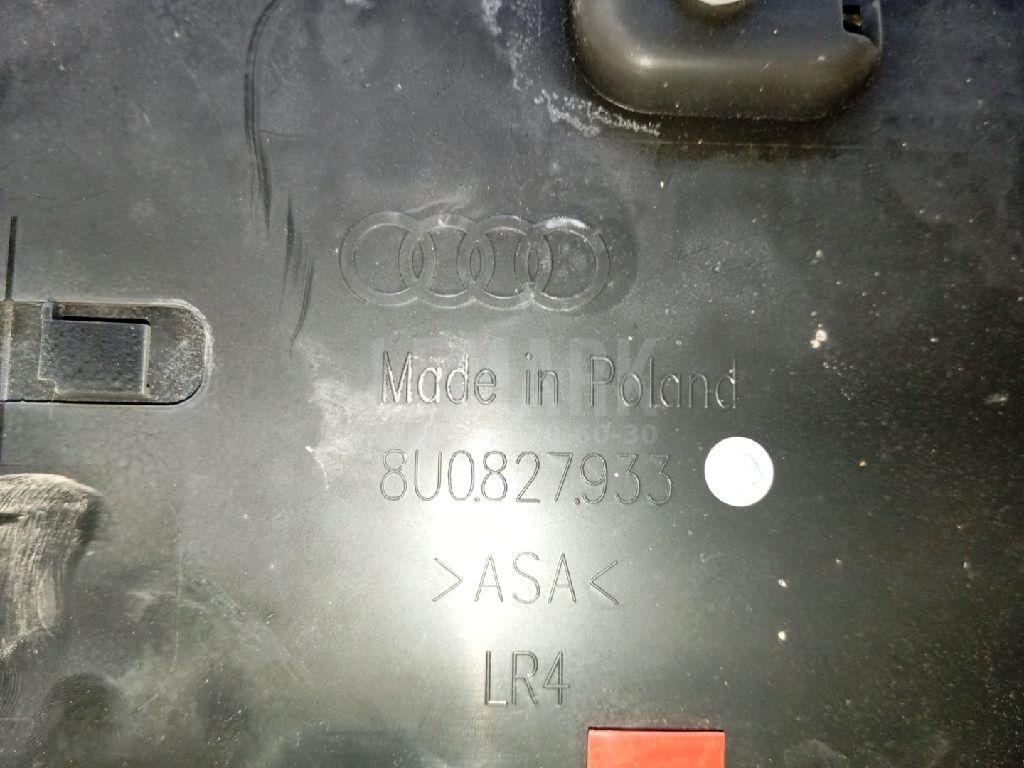 Made in Poland
8U0.827.933
>ASA<
LR4